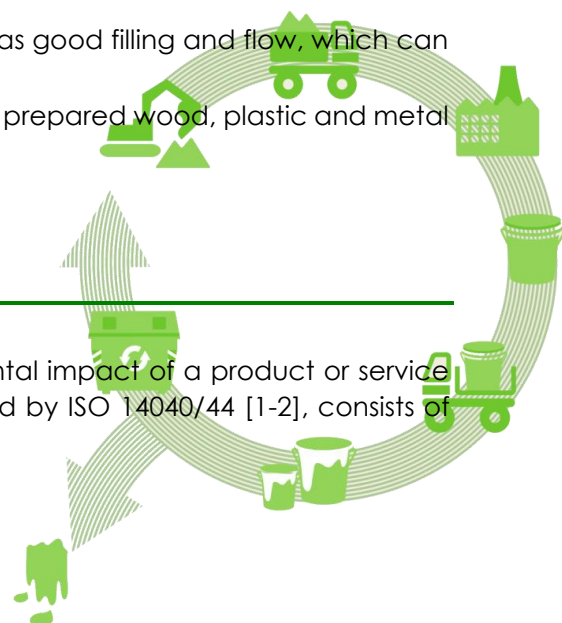 as good filling and flow, which can
prepared wood, plastic and metal
ntal impact of a product or service
d by ISO 14040/44 [1-2], consists of